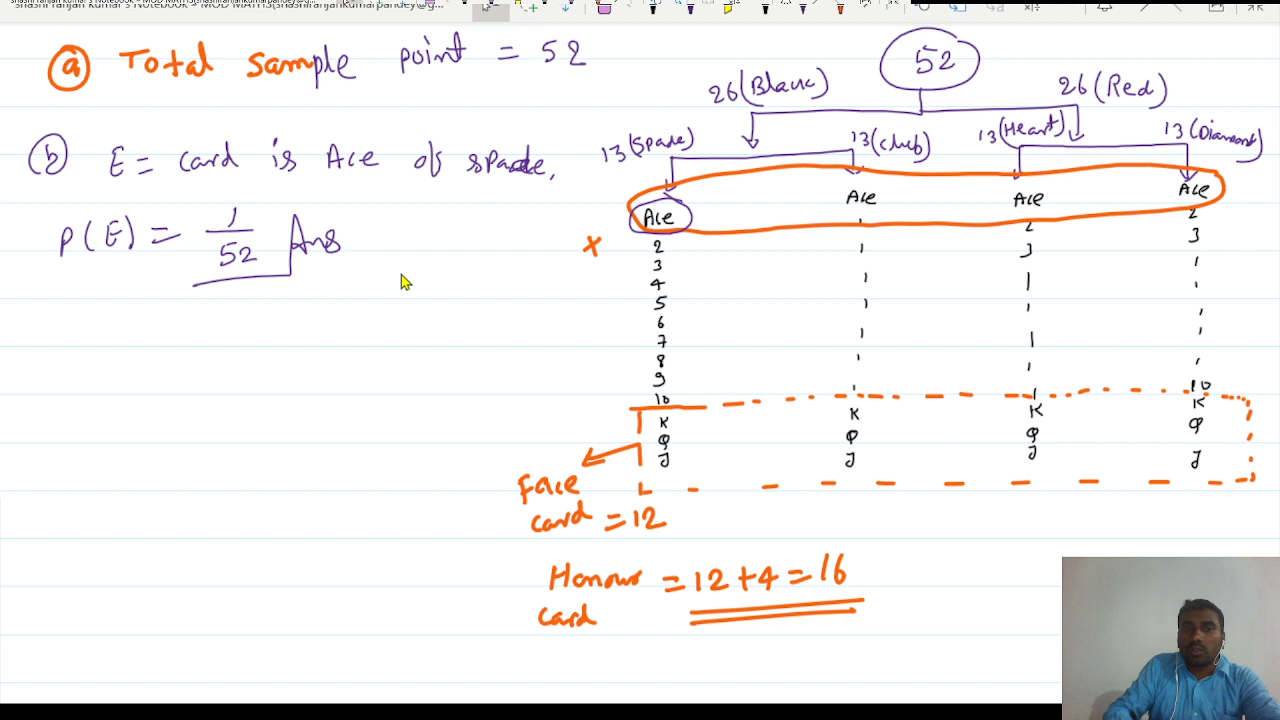 ⓐ Total sample point = 52
ⓑ E = card is Ace of spade,
P(E) = 1/52 Ans
52
26(Black) 26(Red)
13(Spade) 13(club) 13(Heart) 13(Diamond)
Ace Ace Ace Ace
x 2 2 2
3 3 3
4
5
6
7
8
9
10 10
K K K K
Q Q Q Q
J J J J
Face
card = 12
Honour = 12 + 4 = 16
card